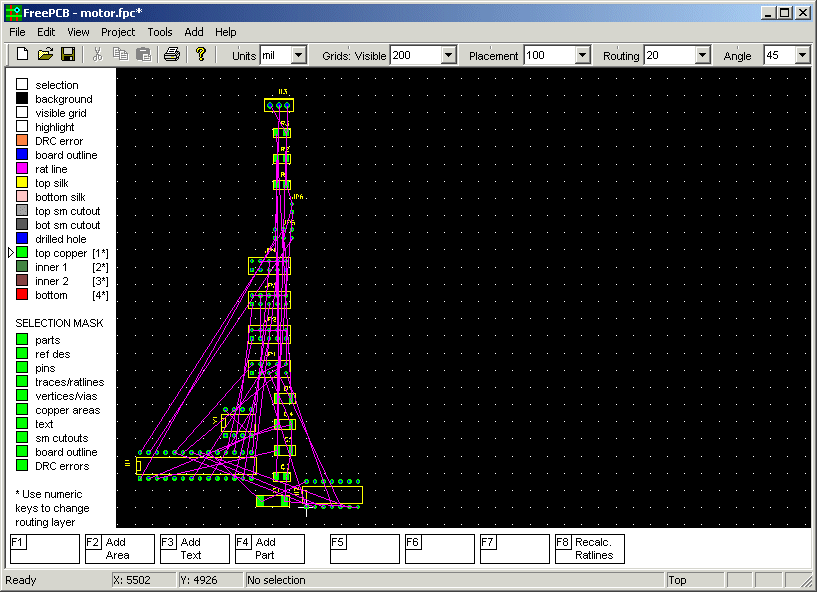 FreePCB - motor.fpc*
File Edit View Project Tools Add Help
Units mil Grids: Visible 200 Placement 100 Routing 20 Angle 45
selection
background
visible grid
highlight
DRC error
board outline
rat line
top silk
bottom silk
top sm cutout
bot sm cutout
drilled hole
top copper [1*]
inner 1 [2*]
inner 2 [3*]
bottom [4*]
SELECTION MASK
parts
ref des
pins
traces/ratlines
vertices/vias
copper areas
text
sm cutouts
board outline
DRC errors
* Use numeric
keys to change
routing layer
F1
F2 Add
Area
F3 Add
Text
F4 Add
Part
F5
F6
F7
F8 Recalc.
Ratlines
Ready X: 5502 Y: 4926 No selection Top